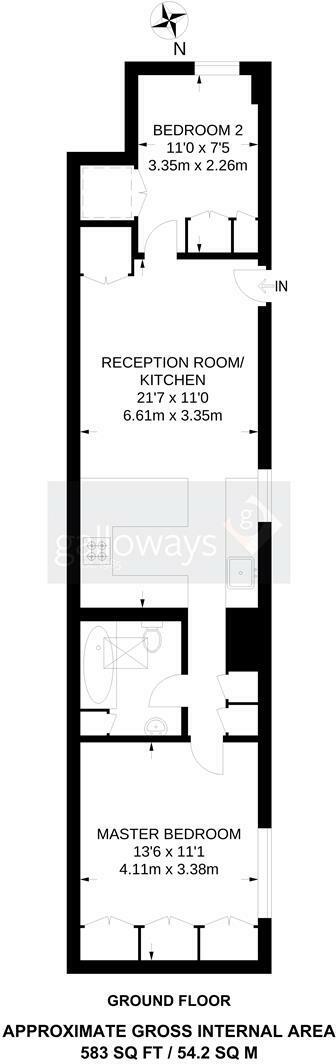 N
BEDROOM 2
11'0 x 7'5
3.35m x 2.26m
IN
RECEPTION ROOM/
KITCHEN
21'7 x 11'0
6.61m x 3.35m
g
galloways
MASTER BEDROOM
13'6 x 11'1
4.11m x 3.38m
GROUND FLOOR
APPROXIMATE GROSS INTERNAL AREA
583 SQ FT / 54.2 SQ M